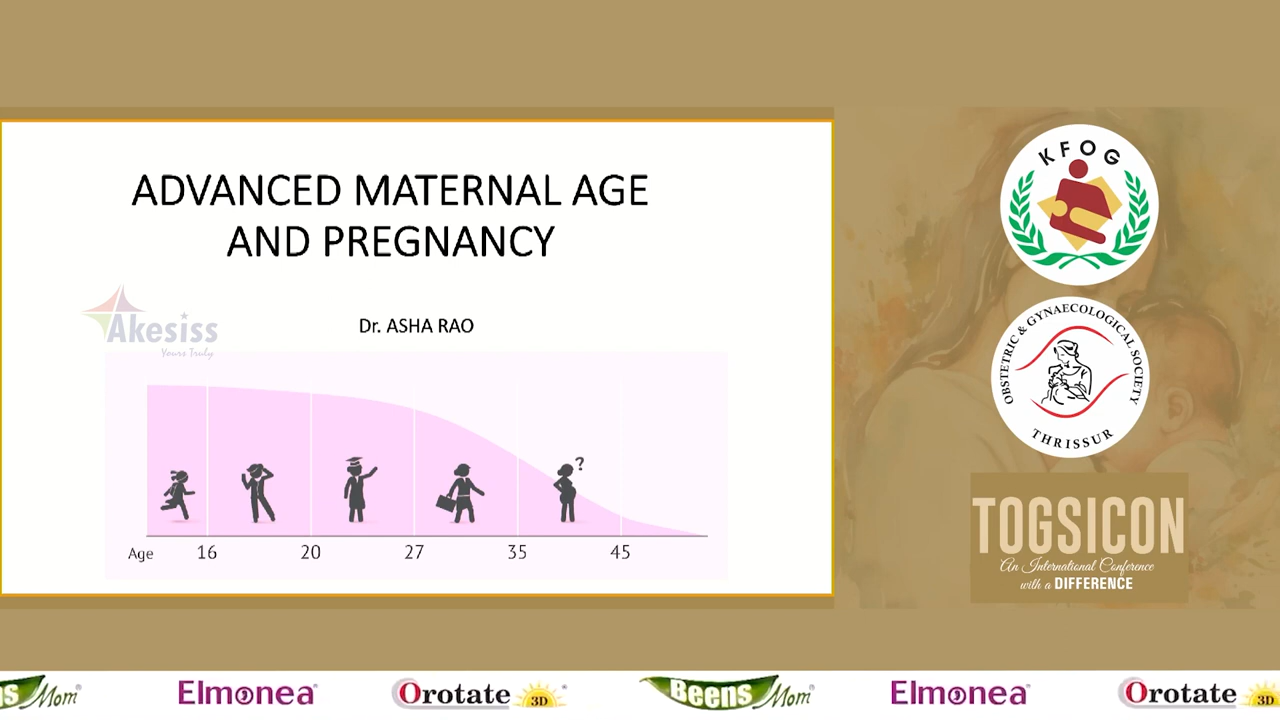 ADVANCED MATERNAL AGE
AND PREGNANCY
Akesiss
Yours Truly
Dr. ASHA RAO
?
Age 16 20 27 35 45
KFOG
OBSTETRIC & GYNAECOLOGICAL SOCIETY
THRISSUR
TOGSICON
An International Conference
with a DIFFERENCE
ns Mom® Elmonea® Orotate 3D Beens Mom® Elmonea® Orotate 3D